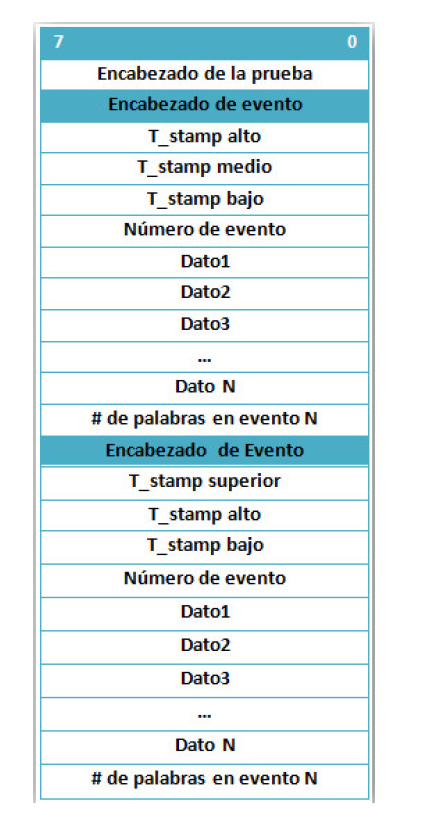 7 0
Encabezado de la prueba
Encabezado de evento
T_stamp alto
T_stamp medio
T_stamp bajo
Número de evento
Dato1
Dato2
Dato3
...
Dato N
# de palabras en evento N
Encabezado de Evento
T_stamp superior
T_stamp alto
T_stamp bajo
Número de evento
Dato1
Dato2
Dato3
...
Dato N
# de palabras en evento N